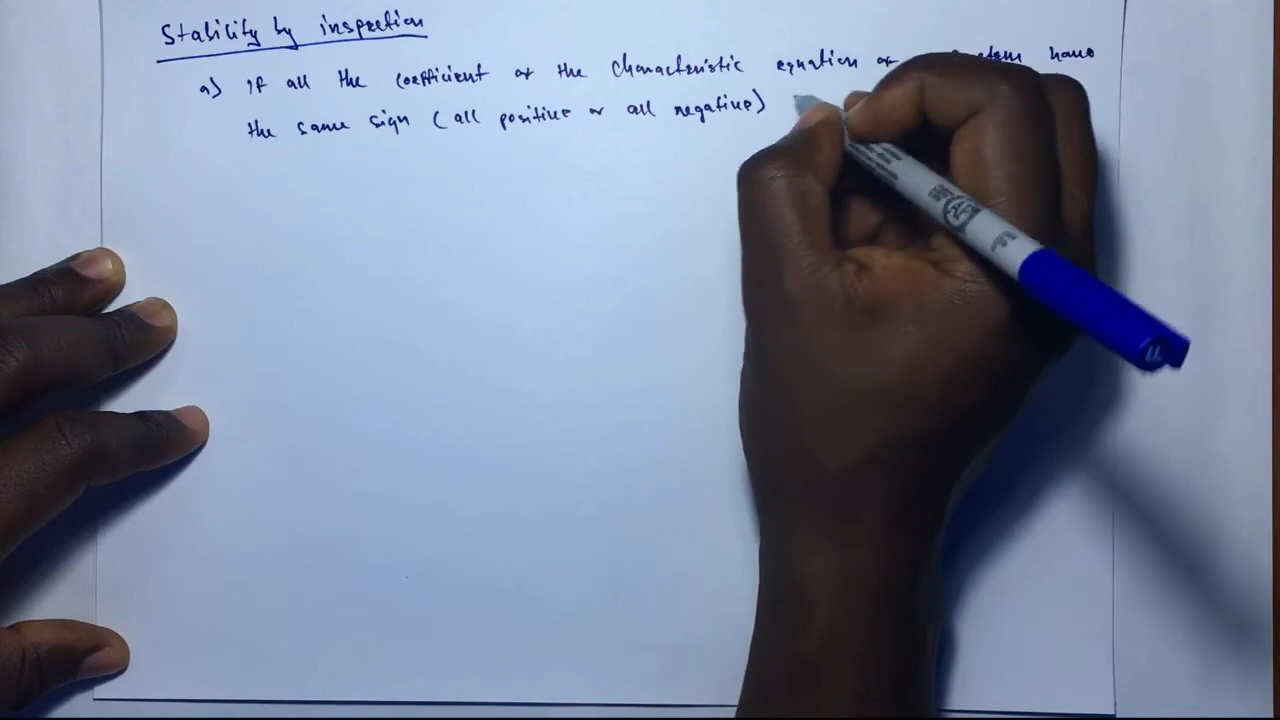 Stability by inspection
a) if all the coefficient of the characteristic equation of have
the same sign (all positive or all negative)